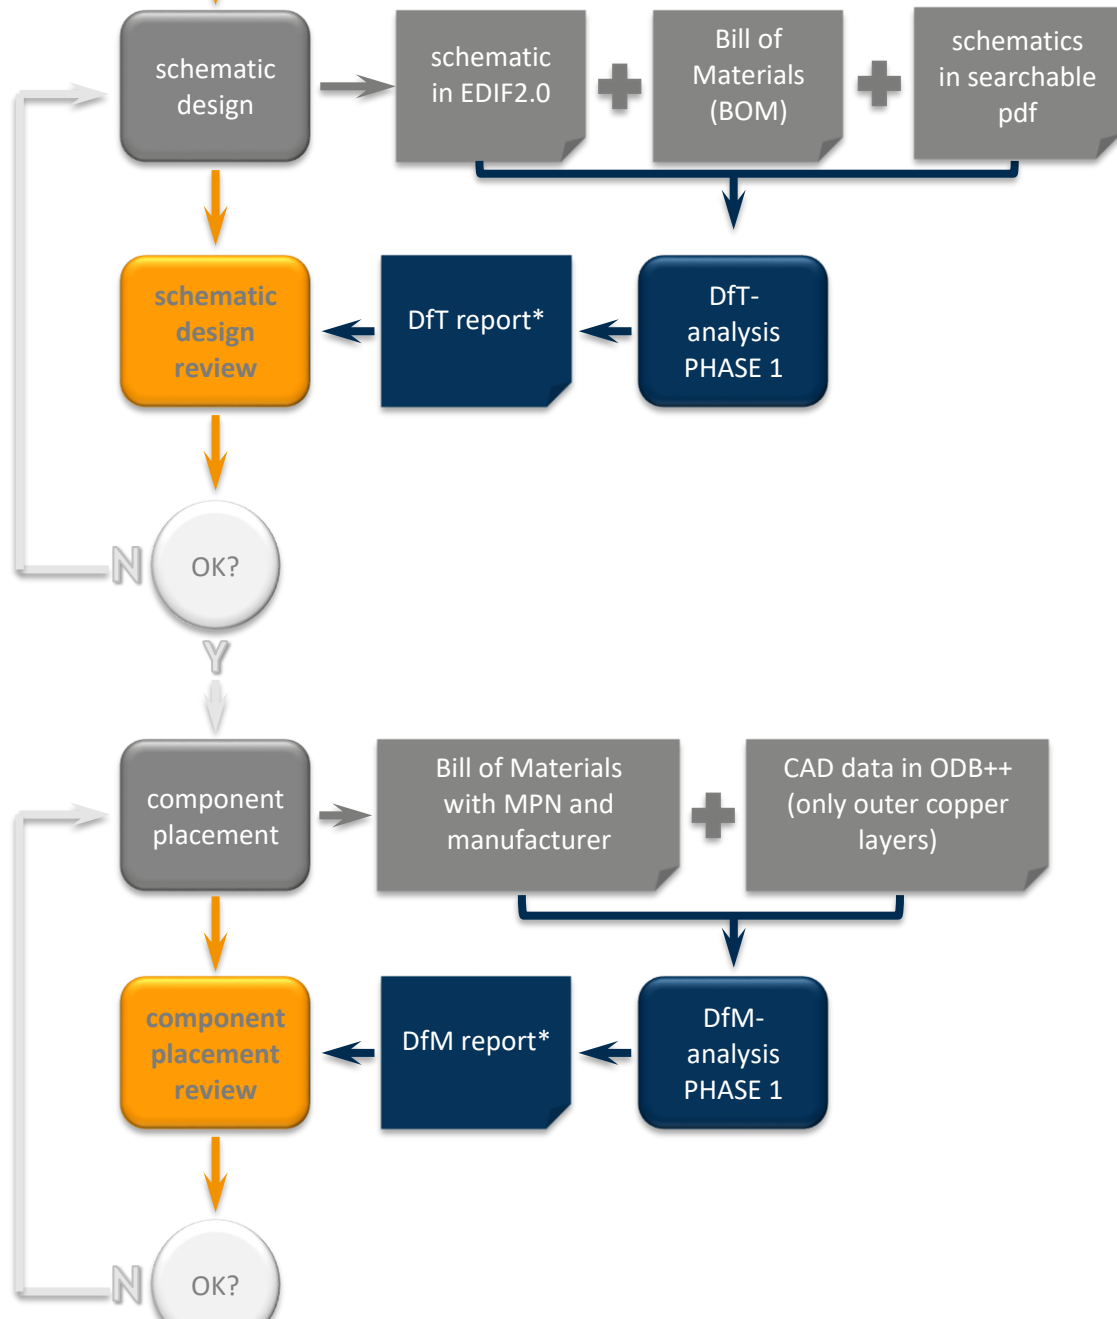 schematic
design
schematic
in EDIF2.0
Bill of
Materials
(BOM)
schematics
in searchable
pdf
schematic
design
review
DfT report*
DfT-
analysis
PHASE 1
N
OK?
Y
component
placement
Bill of Materials
with MPN and
manufacturer
CAD data in ODB++
(only outer copper
layers)
component
placement
review
DfM report*
DfM-
analysis
PHASE 1
N
OK?